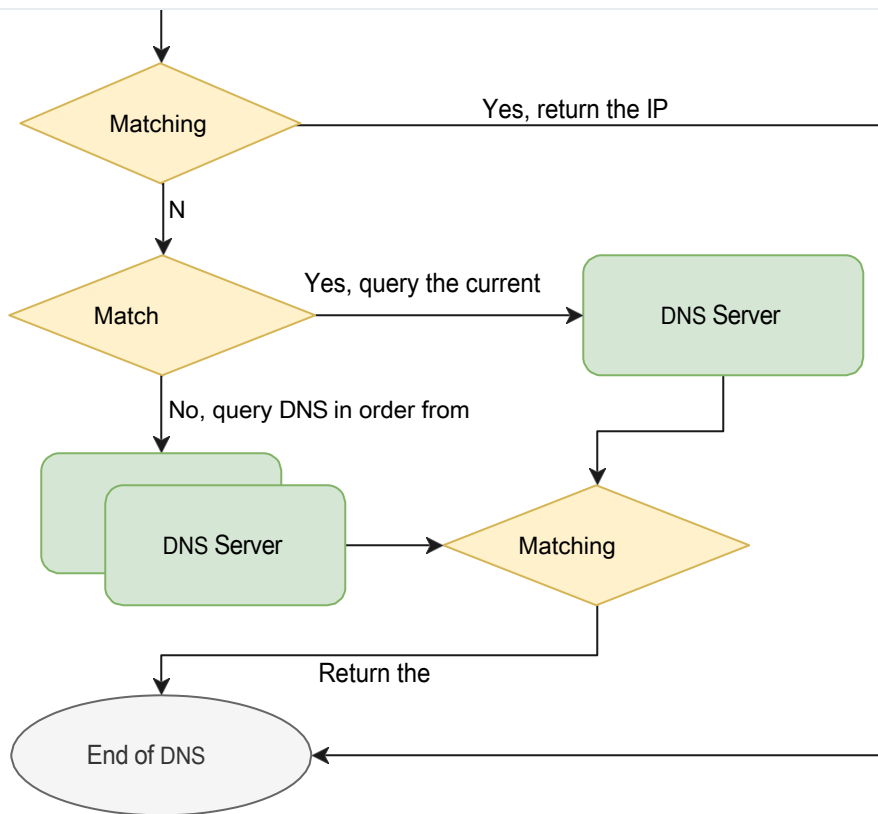 Matching
Yes, return the IP
N
Match
Yes, query the current
DNS Server
No, query DNS in order from
DNS Server
Matching
Return the
End of DNS